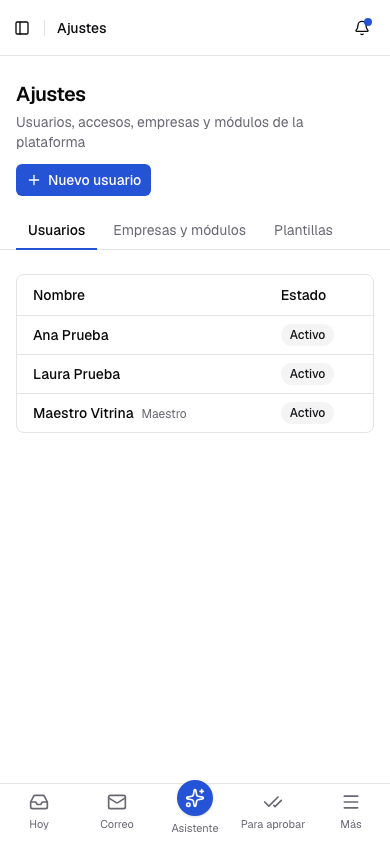 Ajustes
Ajustes
Usuarios, accesos, empresas y módulos de la
plataforma
Nuevo usuario
Usuarios Empresas y módulos Plantillas
Nombre Estado
Ana Prueba Activo
Laura Prueba Activo
Maestro Vitrina Maestro Activo
Hoy Correo Asistente Para aprobar Más